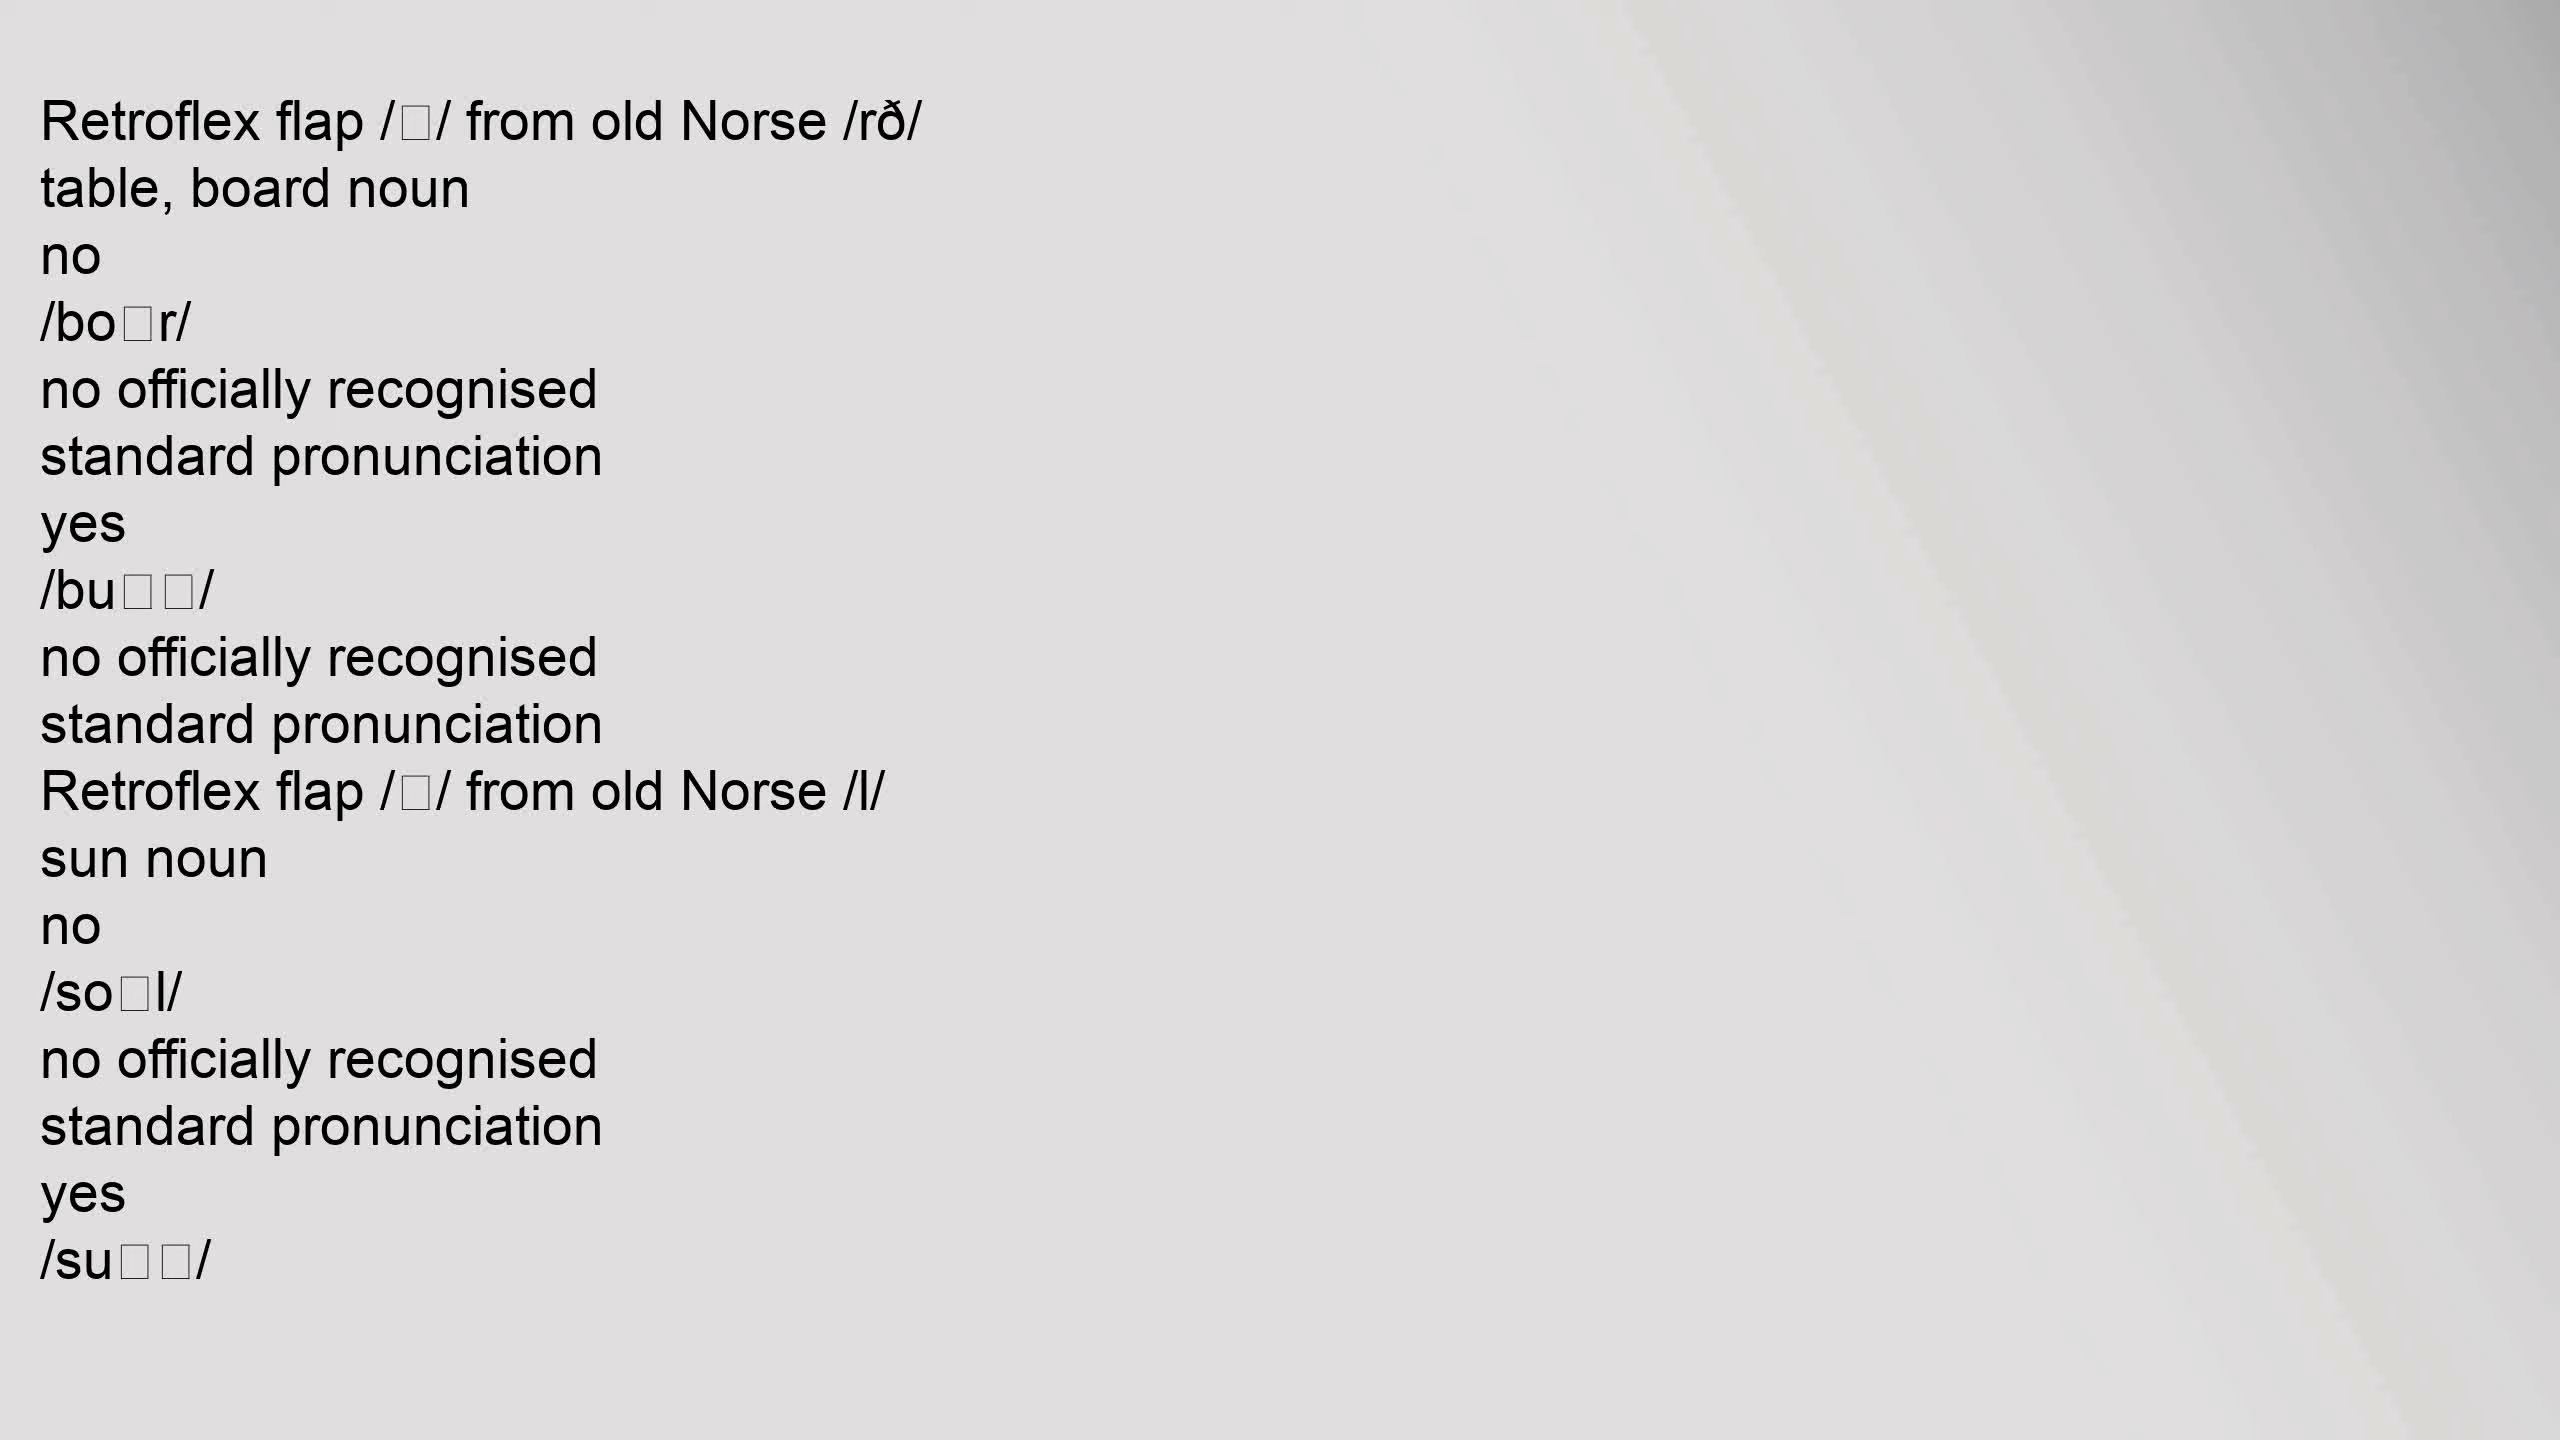 Retroflex flap /□/ from old Norse /rð/
table, board noun
no
/bo□r/
no officially recognised
standard pronunciation
yes
/bu□□/
no officially recognised
standard pronunciation
Retroflex flap /□/ from old Norse /l/
sun noun
no
/so□l/
no officially recognised
standard pronunciation
yes
/su□□/